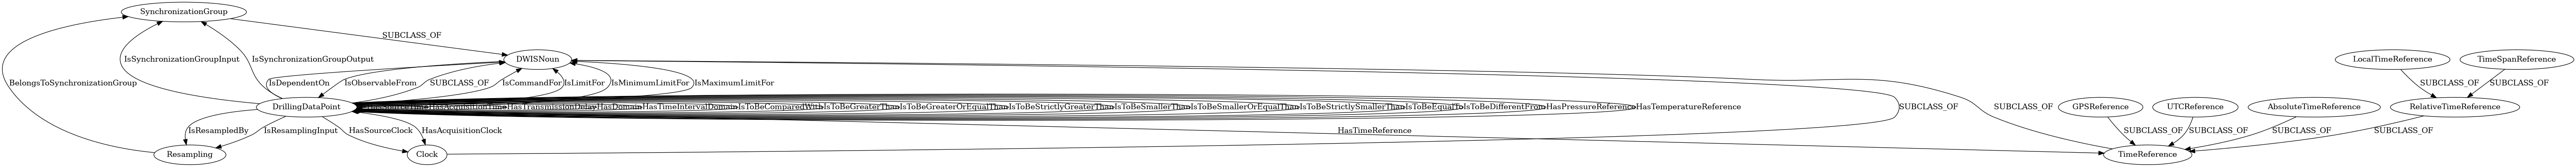 SynchronizationGroup
SUBCLASS_OF
DWISNoun
LocalTimeReference
TimeSpanReference
BelongsToSynchronizationGroup
IsSynchronizationGroupInput
IsSynchronizationGroupOutput
IsDependentOn
IsObservableFrom
SUBCLASS_OF
IsCommandFor
IsLimitFor
IsMinimumLimitFor
IsMaximumLimitFor
SUBCLASS_OF
SUBCLASS_OF
DrillingDataPoint
HasSourceTime
HasAcquisitionTime
HasTransmissionDelay
HasDomain
HasTimeIntervalDomain
IsToBeComparedWith
IsToBeGreaterThan
IsToBeGreaterOrEqualThan
IsToBeStrictlyGreaterThan
IsToBeSmallerThan
IsToBeSmallerOrEqualThan
IsToBeStrictlySmallerThan
IsToBeEqualTo
IsToBeDifferentFrom
HasPressureReference
HasTemperatureReference
SUBCLASS_OF
SUBCLASS_OF
GPSReference
UTCReference
AbsoluteTimeReference
RelativeTimeReference
IsResampledBy
IsResamplingInput
HasSourceClock
HasAcquisitionClock
HasTimeReference
SUBCLASS_OF
SUBCLASS_OF
SUBCLASS_OF
SUBCLASS_OF
Resampling
Clock
TimeReference